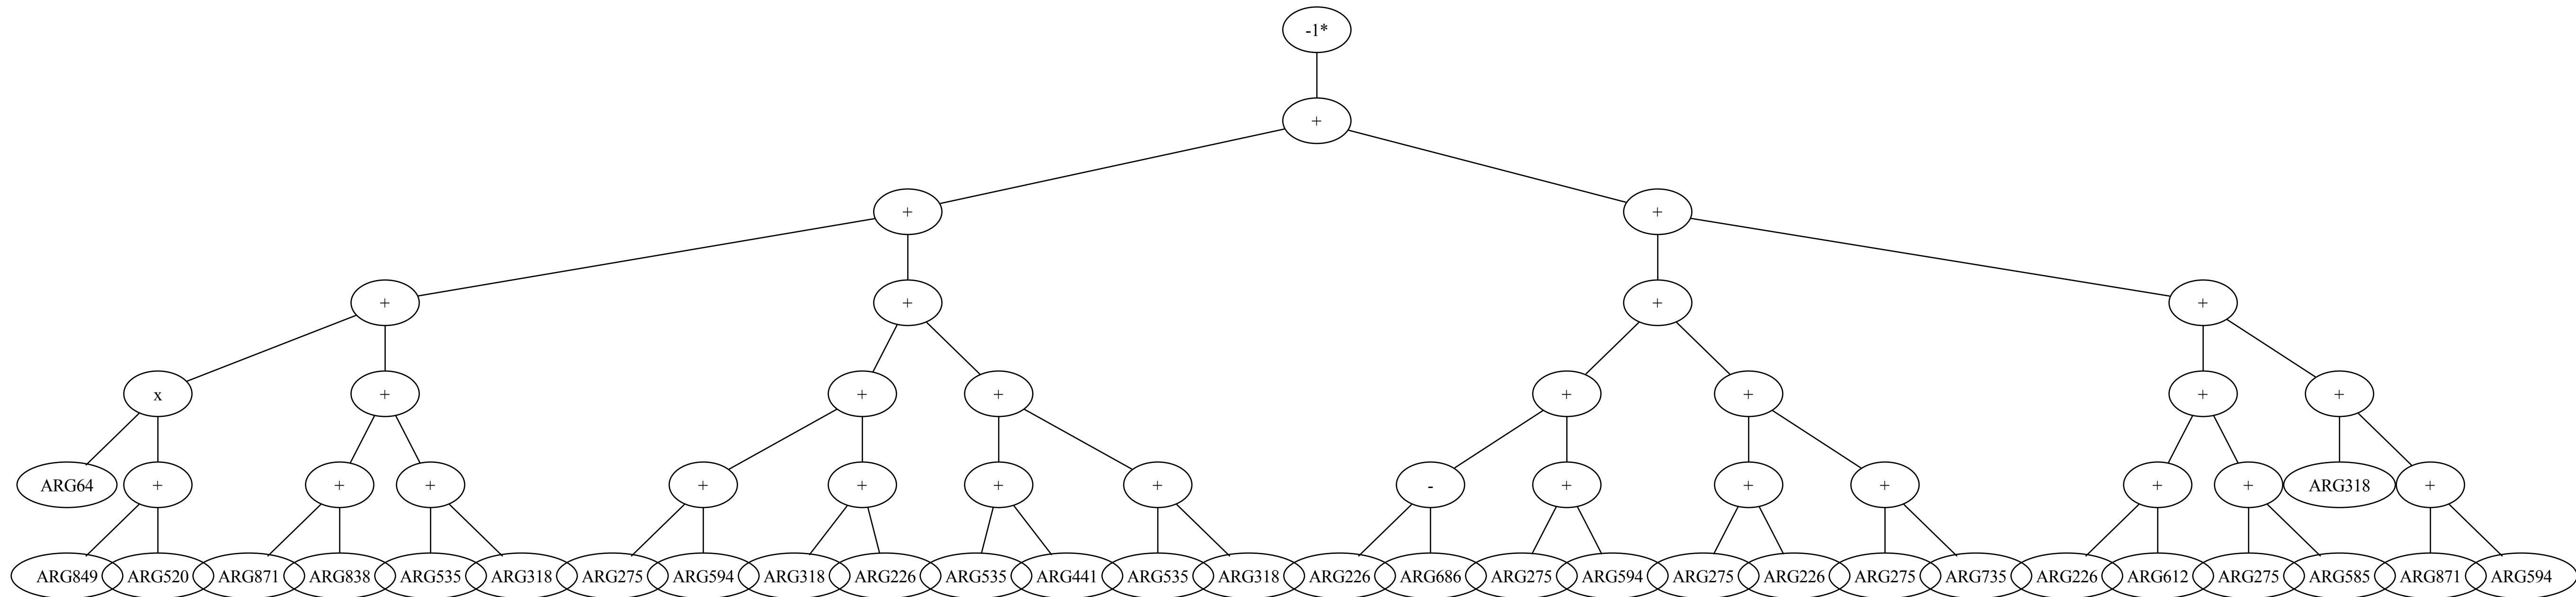 -1*
+
+ +
+ + + +
x + + + + + + +
ARG64 + + + + + + + - + + + + + ARG318 +
ARG849 ARG520 ARG871 ARG838 ARG535 ARG318 ARG275 ARG594 ARG318 ARG226 ARG535 ARG441 ARG535 ARG318 ARG226 ARG686 ARG275 ARG594 ARG275 ARG226 ARG275 ARG735 ARG226 ARG612 ARG275 ARG585 ARG871 ARG594